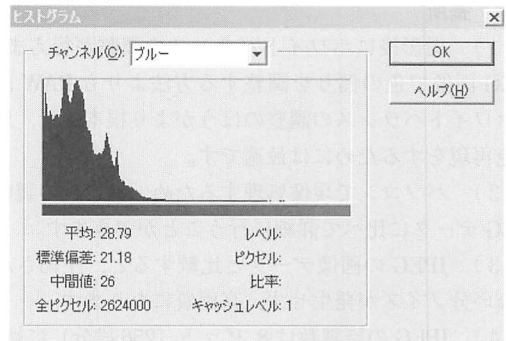 ヒストグラム
チャンネル(C): ブルー
OK
ヘルプ(H)
平均: 28.79
レベル:
標準偏差: 21.18
ピクセル:
中間値: 26
比率:
全ピクセル: 2624000
キャッシュレベル: 1